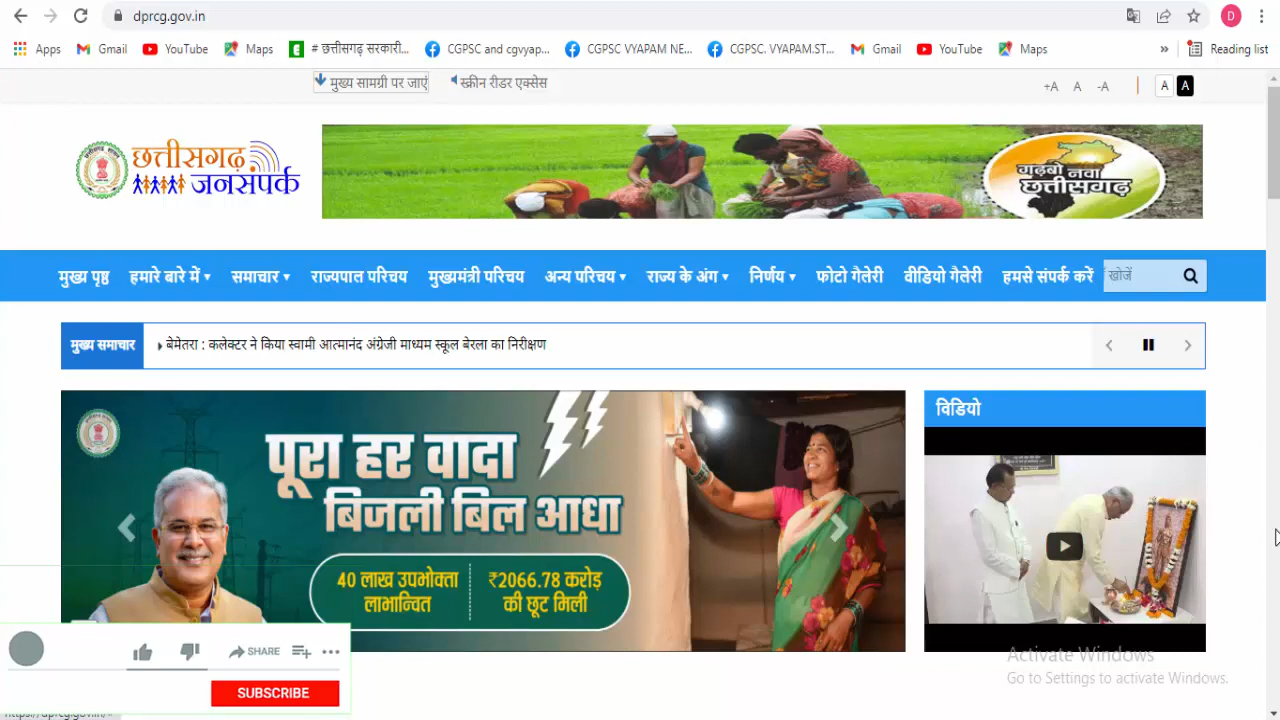 dprcg.gov.in
D
Apps
Gmail
YouTube
Maps
# छत्तीसगढ़ सरकारी...
CGPSC and cgvyap...
CGPSC VYAPAM NE...
CGPSC. VYAPAM.ST...
Gmail
YouTube
Maps
»
Reading list
मुख्य सामग्री पर जाएं
स्क्रीन रीडर एक्सेस
+A A -A
A A
छत्तीसगढ़
जनसंपर्क
गढ़बो नवा
छत्तीसगढ़
मुख्य पृष्ठ
हमारे बारे में
समाचार
राज्यपाल परिचय
मुख्यमंत्री परिचय
अन्य परिचय
राज्य के अंग
निर्णय
फोटो गैलेरी
वीडियो गैलेरी
हमसे संपर्क करें
खोजें
मुख्य समाचार
बेमेतरा : कलेक्टर ने किया स्वामी आत्मानंद अंग्रेजी माध्यम स्कूल बेरला का निरीक्षण
पूरा हर वादा
बिजली बिल आधा
40 लाख उपभोक्ता
लाभान्वित
₹2066.78 करोड़
की छूट मिली
विडियो
SHARE
SUBSCRIBE
Activate Windows
Go to Settings to activate Windows.